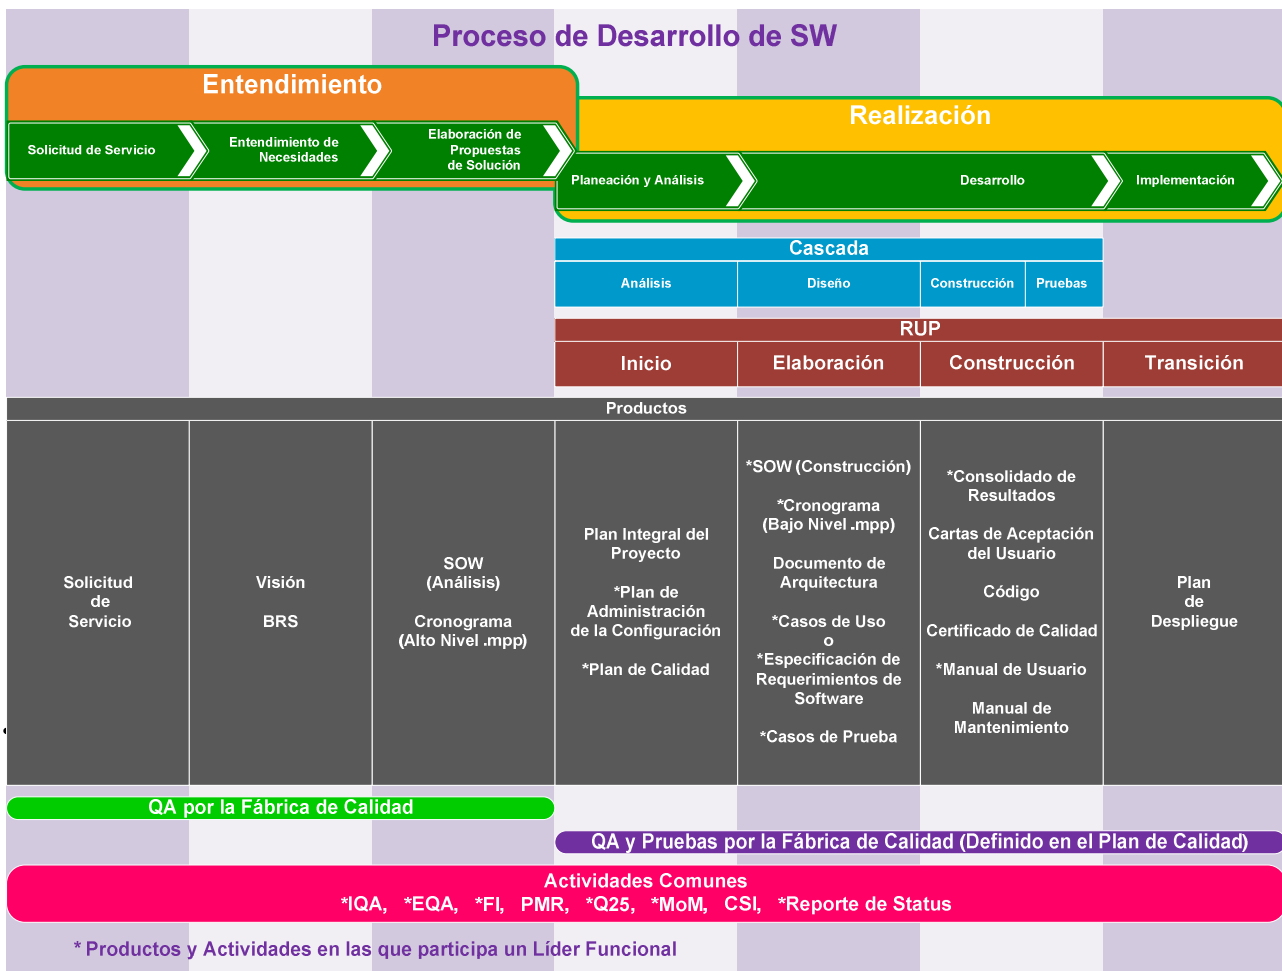 Proceso de Desarrollo de SW
Entendimiento
Realización
Solicitud de Servicio
Entendimiento de
Necesidades
Elaboración de
Propuestas
de Solución
Planeación y Análisis
Desarrollo
Implementación
Cascada
Análisis
Diseño
Construcción
Pruebas
RUP
Inicio
Elaboración
Construcción
Transición
Productos
Solicitud
de
Servicio
Visión
BRS
SOW
(Análisis)
Cronograma
(Alto Nivel .mpp)
Plan Integral del
Proyecto
*Plan de
Administración
de la Configuración
*Plan de Calidad
*SOW (Construcción)
*Cronograma
(Bajo Nivel .mpp)
Documento de
Arquitectura
*Casos de Uso
o
*Especificación de
Requerimientos de
Software
*Casos de Prueba
*Consolidado de
Resultados
Cartas de Aceptación
del Usuario
Código
Certificado de Calidad
*Manual de Usuario
Manual de
Mantenimiento
Plan
de
Despliegue
QA por la Fábrica de Calidad
QA y Pruebas por la Fábrica de Calidad (Definido en el Plan de Calidad)
Actividades Comunes
*IQA, *EQA, *FI, PMR, *Q25, *MoM, CSI, *Reporte de Status
* Productos y Actividades en las que participa un Líder Funcional